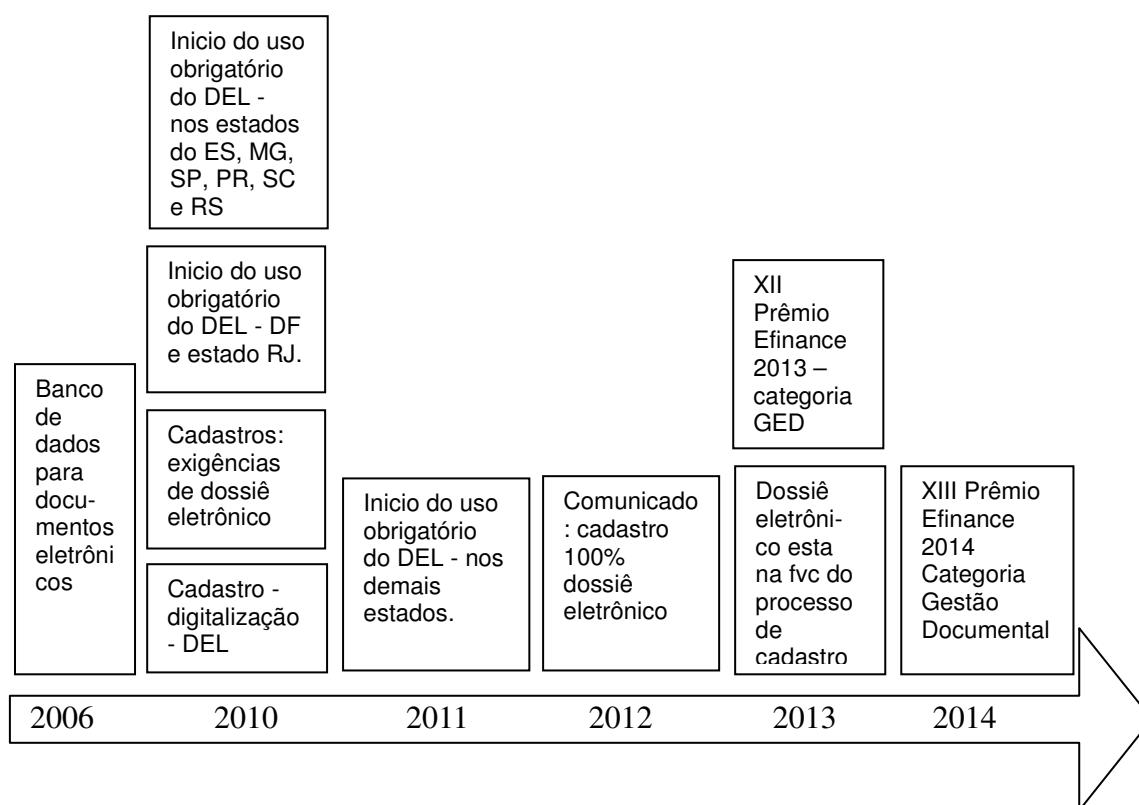 Inicio do uso
obrigatório
do DEL -
nos estados
do ES, MG,
SP, PR, SC
e RS
Inicio do uso
obrigatório
do DEL - DF
e estado RJ.
XII
Prêmio
Efinance
2013 –
categoria
GED
Banco
de
dados
para
docu-
mentos
eletrôni
cos
Cadastros:
exigências
de dossiê
eletrônico
Cadastro -
digitalização
- DEL
Inicio do uso
obrigatório
do DEL - nos
demais
estados.
Comunicado
: cadastro
100%
dossiê
eletrônico
Dossiê
eletrôni-
co esta
na fvc do
processo
de
cadastro
XIII Prêmio
Efinance
2014
Categoria
Gestão
Documental
2006 2010 2011 2012 2013 2014